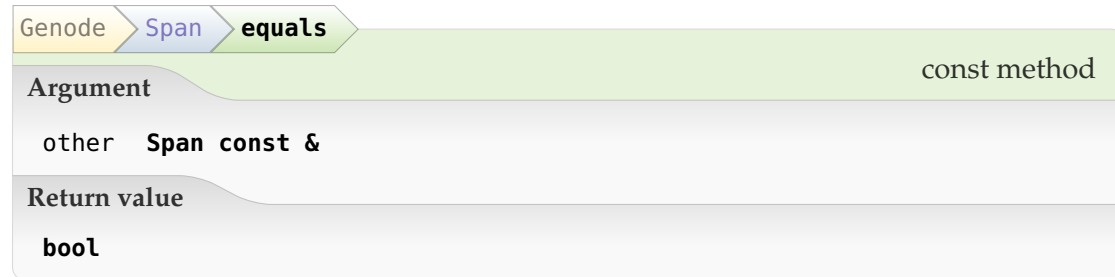 Genode Span equals
const method
Argument
other Span const &
Return value
bool